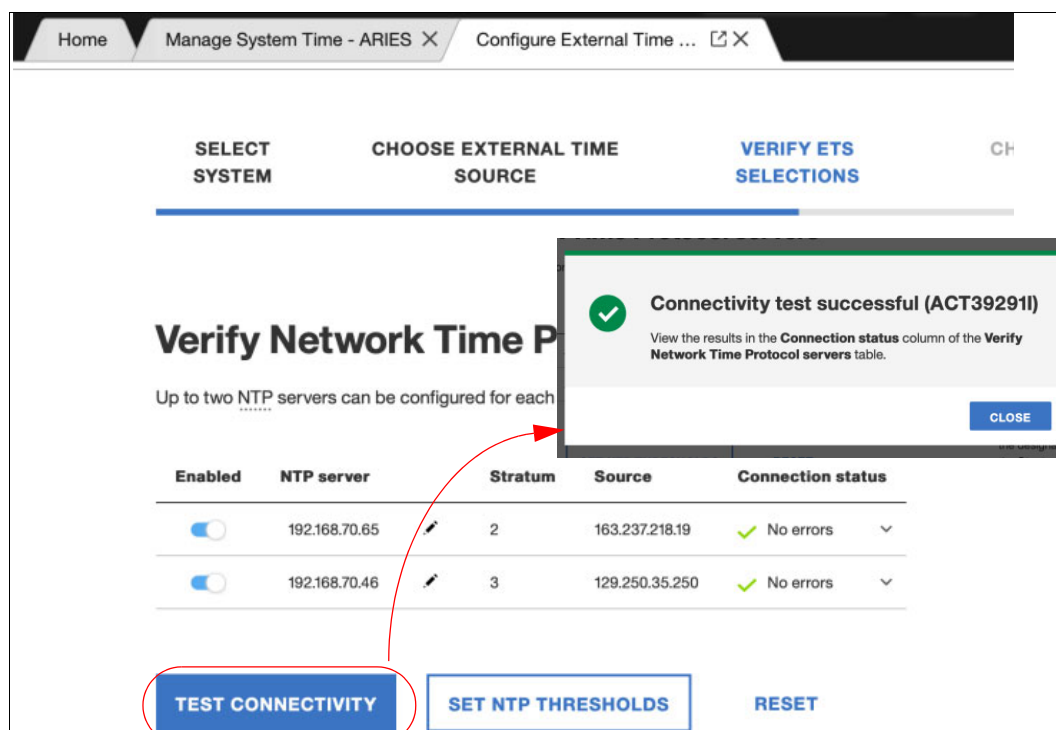 Home
Manage System Time - ARIES
Configure External Time ...
SELECT
SYSTEM
CHOOSE EXTERNAL TIME
SOURCE
VERIFY ETS
SELECTIONS
CH
Connectivity test successful (ACT39291I)
View the results in the Connection status column of the Verify
Network Time Protocol servers table.
CLOSE
Verify Network Time P
Up to two NTP servers can be configured for each
Enabled NTP server Stratum Source Connection status
192.168.70.65 2 163.237.218.19 No errors
192.168.70.46 3 129.250.35.250 No errors
TEST CONNECTIVITY
SET NTP THRESHOLDS
RESET